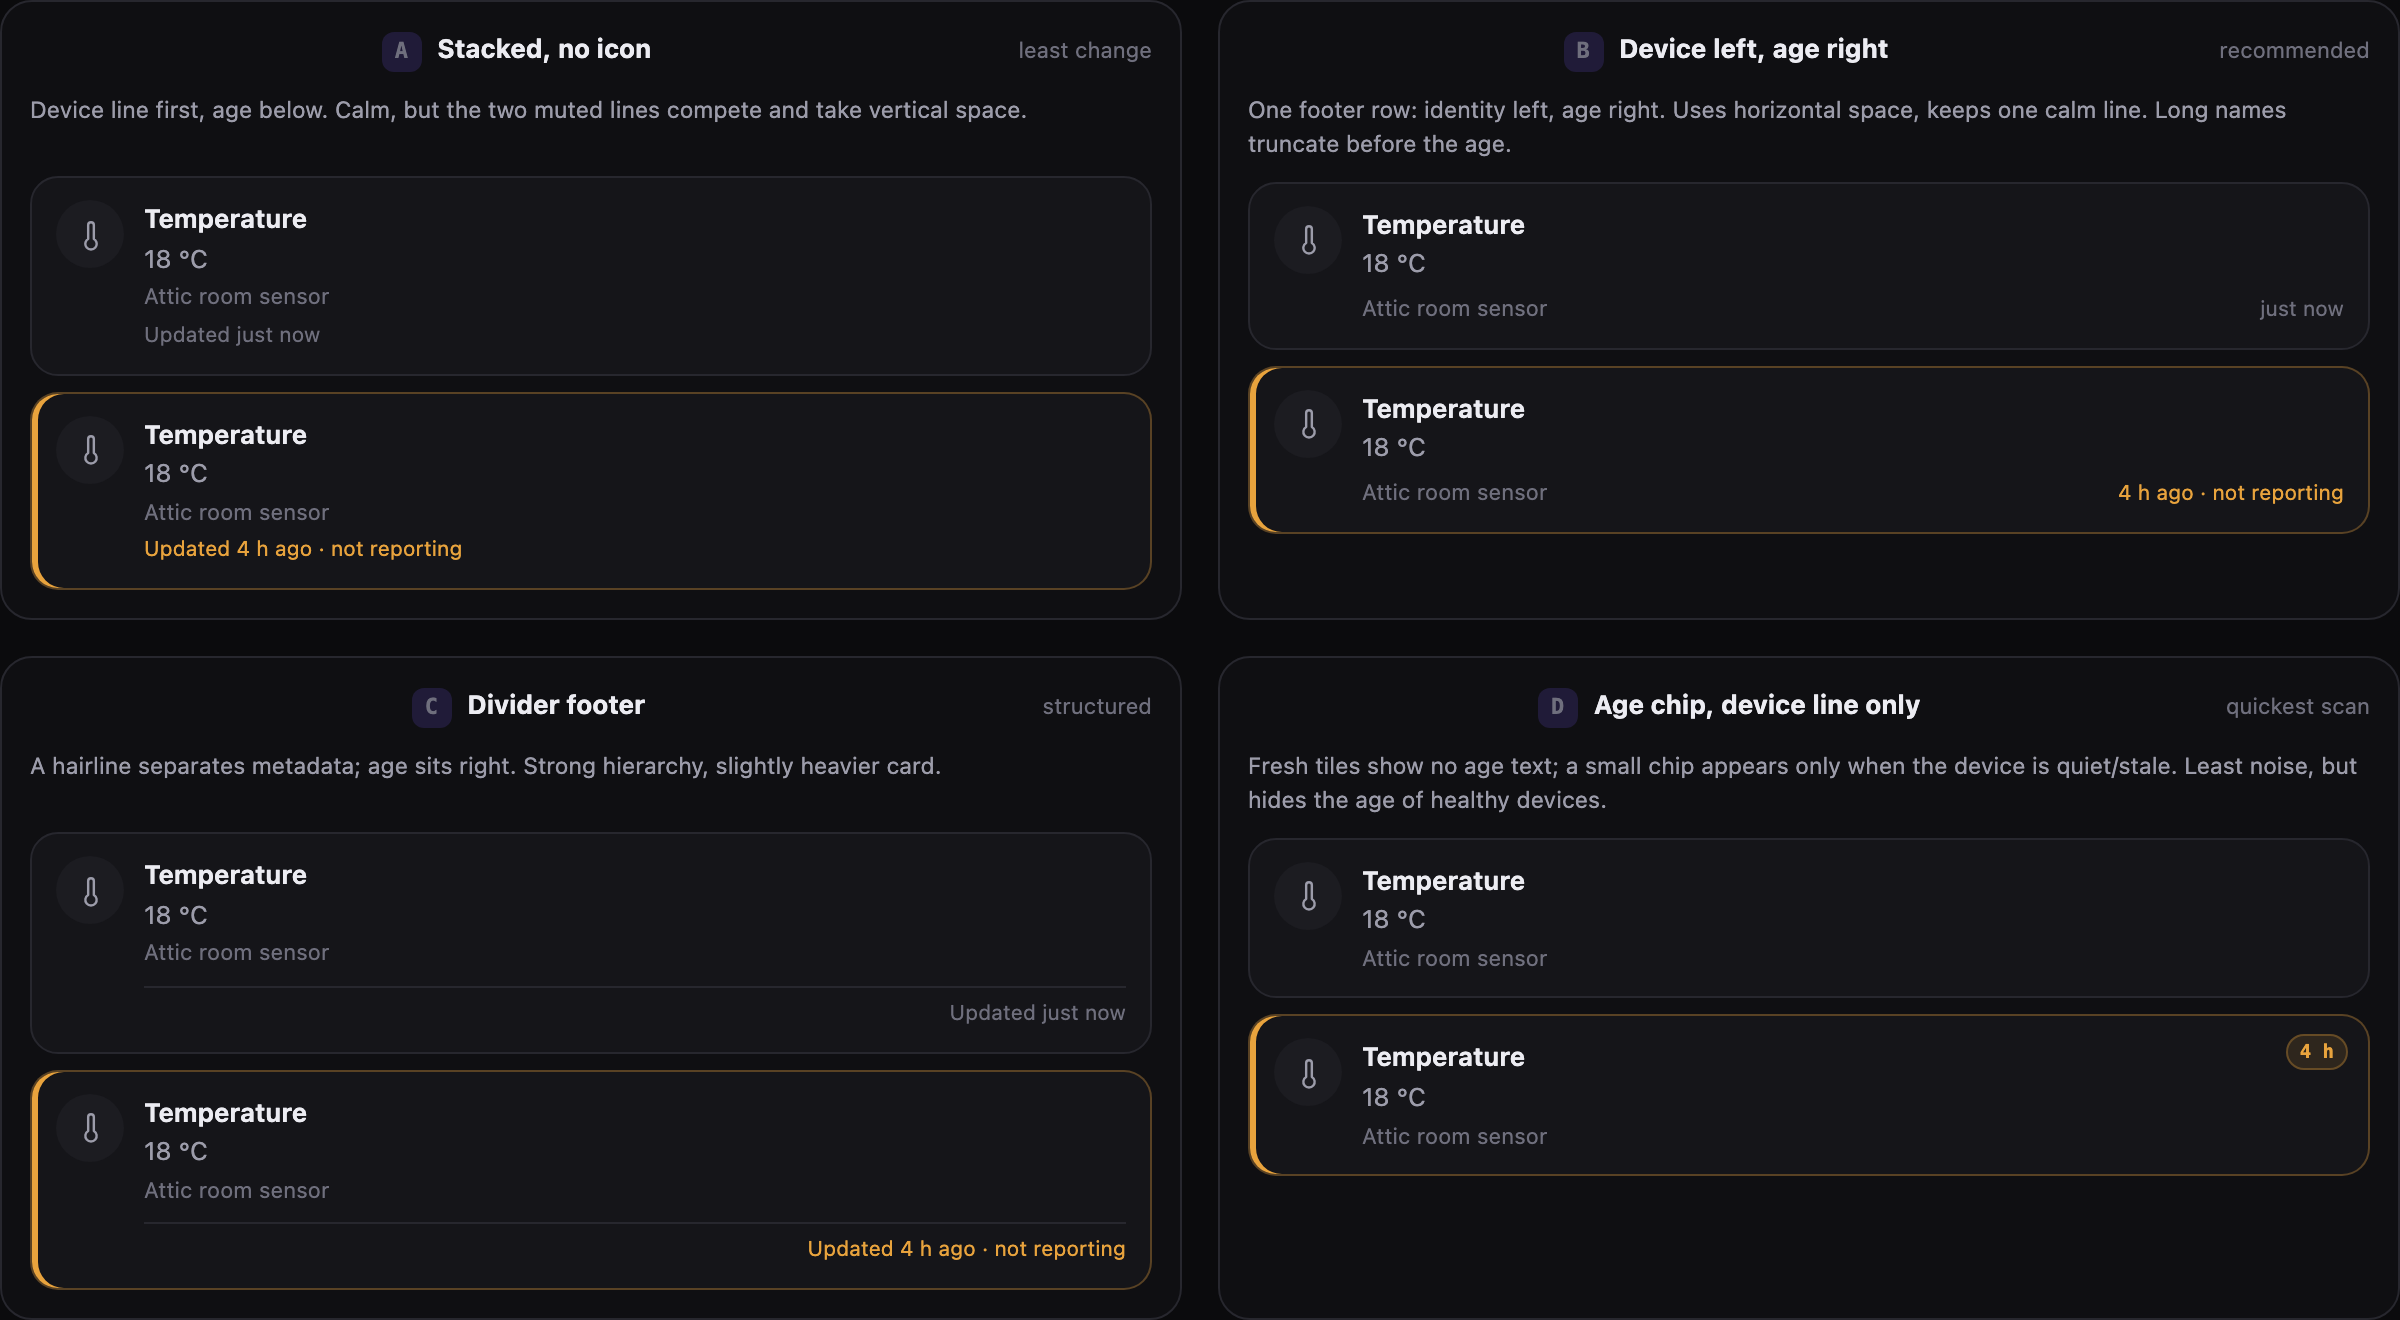 A Stacked, no icon least change
Device line first, age below. Calm, but the two muted lines compete and take vertical space.
Temperature
18 °C
Attic room sensor
Updated just now
Temperature
18 °C
Attic room sensor
Updated 4 h ago · not reporting
B Device left, age right recommended
One footer row: identity left, age right. Uses horizontal space, keeps one calm line. Long names
truncate before the age.
Temperature
18 °C
Attic room sensor just now
Temperature
18 °C
Attic room sensor 4 h ago · not reporting
C Divider footer structured
A hairline separates metadata; age sits right. Strong hierarchy, slightly heavier card.
Temperature
18 °C
Attic room sensor
Updated just now
Temperature
18 °C
Attic room sensor
Updated 4 h ago · not reporting
D Age chip, device line only quickest scan
Fresh tiles show no age text; a small chip appears only when the device is quiet/stale. Least noise, but
hides the age of healthy devices.
Temperature
18 °C
Attic room sensor
Temperature 4 h
18 °C
Attic room sensor